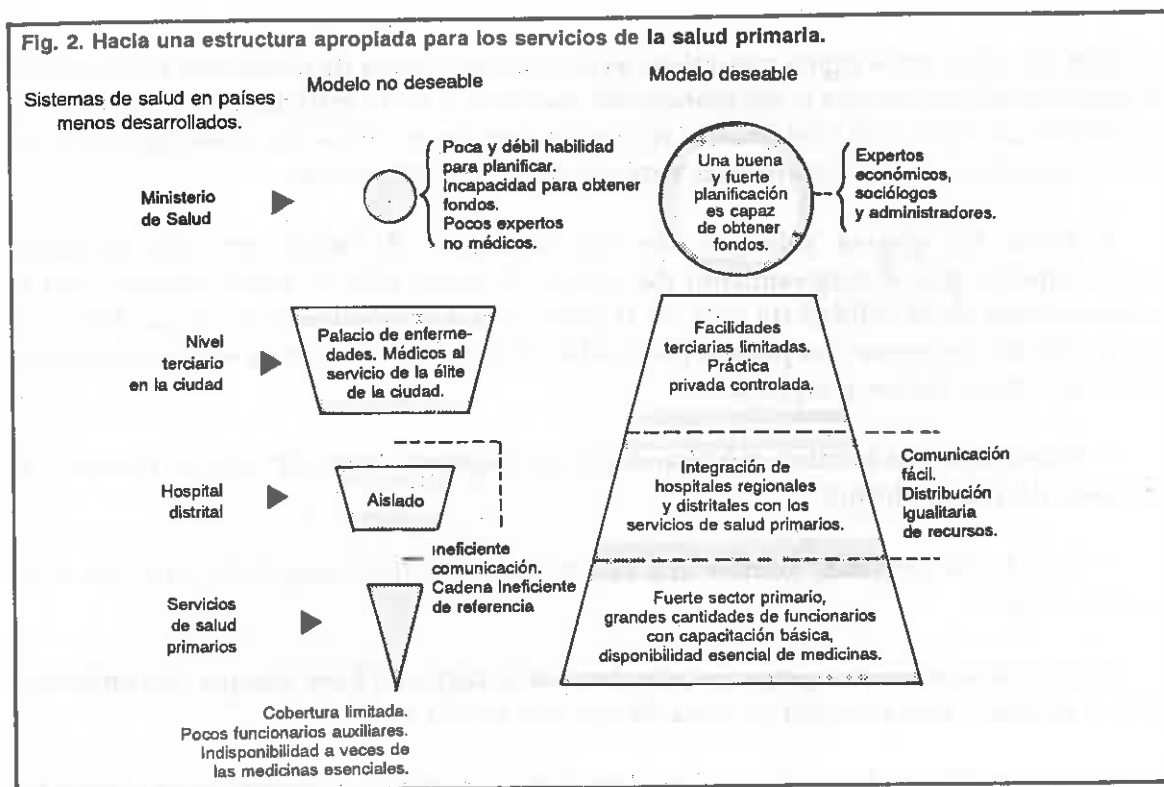 Fig. 2. Hacia una estructura apropiada para los servicios de la salud primaria.
Modelo no deseable
Modelo deseable
Sistemas de salud en países
menos desarrollados.
Ministerio
de Salud
Poca y débil habilidad
para planificar.
Incapacidad para obtener
fondos.
Pocos expertos
no médicos.
Una buena
y fuerte
planificación
es capaz
de obtener
fondos.
Expertos
económicos,
sociólogos
y administradores.
Nivel
terciario
en la ciudad
Palacio de enferme-
dades. Médicos al
servicio de la élite
de la ciudad.
Facilidades
terciarias limitadas.
Práctica
privada controlada.
Hospital
distrital
Aislado
Integración de
hospitales regionales
y distritales con los
servicios de salud primarios.
Comunicación
fácil.
Distribución
igualitaria
de recursos.
Ineficiente
comunicación.
Cadena Ineficiente
de referencia
Servicios
de salud
primarios
Fuerte sector primario,
grandes cantidades de funcionarios
con capacitación básica,
disponibilidad esencial de medicinas.
Cobertura limitada.
Pocos funcionarios auxiliares.
Indisponibilidad a veces de
las medicinas esenciales.